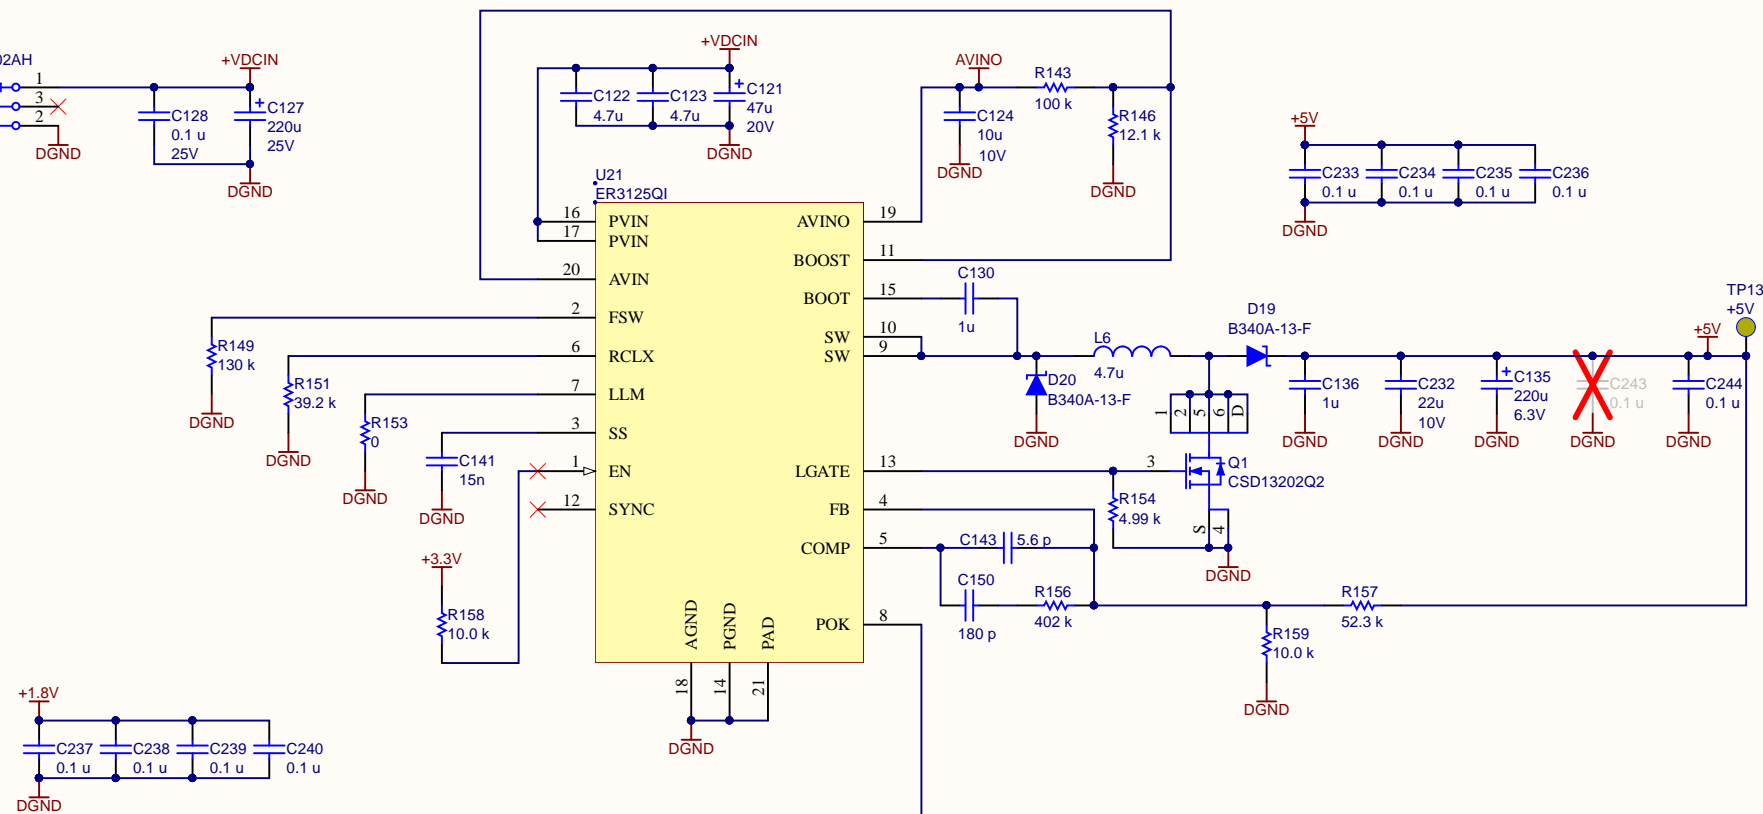 02AH
1
3
2
DGND
+VDCIN
C128
0.1 u
25V
C127
220u
25V
DGND
+VDCIN
C122
4.7u
C123
4.7u
C121
47u
20V
DGND
AVINO
R143
100 k
C124
10u
10V
DGND
R146
12.1 k
DGND
+5V
C233
0.1 u
C234
0.1 u
C235
0.1 u
C236
0.1 u
DGND
U21
ER3125QI
16
PVIN
17
PVIN
20
AVIN
2
FSW
6
RCLX
7
LLM
3
SS
1
EN
12
SYNC
AVINO
19
BOOST
11
BOOT
15
SW
10
SW
9
LGATE
13
FB
4
COMP
5
POK
8
AGND
PGND
PAD
18
14
21
DGND
R149
130 k
DGND
R151
39.2 k
DGND
R153
0
DGND
C141
15n
DGND
+3.3V
R158
10.0 k
C130
1u
D20
B340A-13-F
DGND
L6
4.7u
D19
B340A-13-F
1
2
5
6
D
3
Q1
CSD13202Q2
S
4
DGND
R154
4.99 k
C143
5.6 p
C150
180 p
R156
402 k
R157
52.3 k
R159
10.0 k
DGND
C136
1u
DGND
C232
22u
10V
DGND
C135
220u
6.3V
DGND
C243
0.1 u
DGND
C244
0.1 u
DGND
+5V
TP13
+5V
+1.8V
C237
0.1 u
C238
0.1 u
C239
0.1 u
C240
0.1 u
DGND